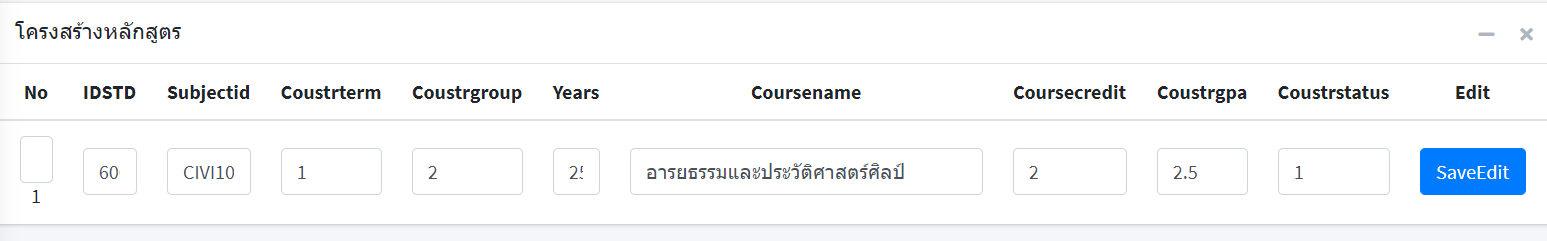 โครงสร้างหลักสูตร
No IDSTD Subjectid Coustrterm Coustrgroup Years Coursename Coursecredit Coustrgpa Coustrstatus Edit
60 CIVI10 1 2 25 อารยธรรมและประวัติศาสตร์ศิลป์ 2 2.5 1 SaveEdit
1